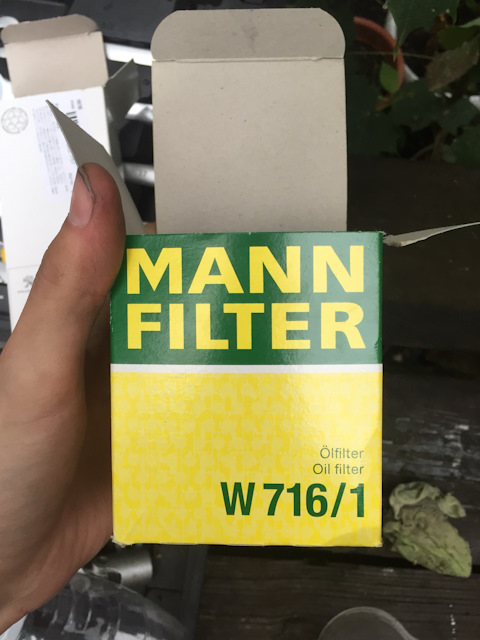 MANN
FILTER
Ölfilter
Oil filter
W 716/1